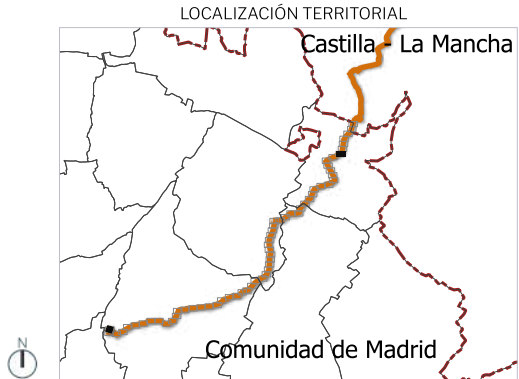 LOCALIZACIÓN TERRITORIAL
Castilla - La Mancha
Comunidad de Madrid
N